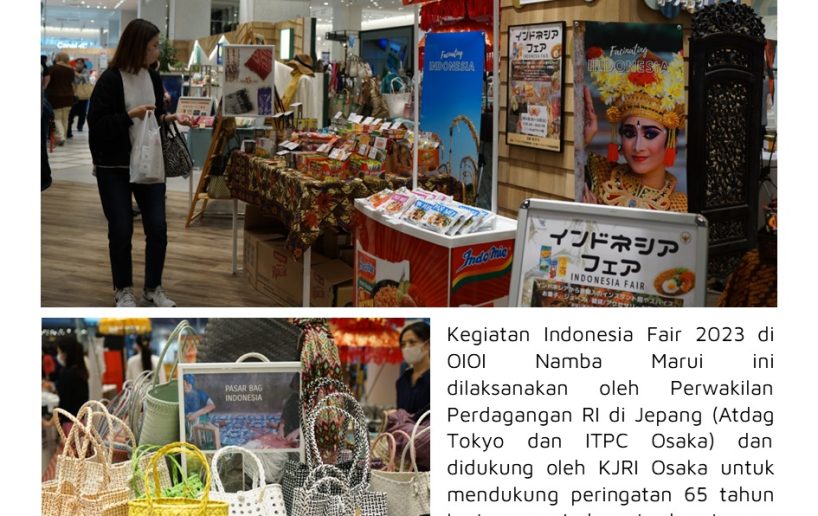 Fascinating
INDONESIA
インドネシア
フェア
INDONESIA FAIR
Fascinating
INDONESIA
インドネシア
フェア
INDONESIA FAIR
Indomie
PASAR BAG
INDONESIA
Kegiatan Indonesia Fair 2023 di
OIOI Namba Marui ini
dilaksanakan oleh Perwakilan
Perdagangan RI di Jepang (Atdag
Tokyo dan ITPC Osaka) dan
didukung oleh KJRI Osaka untuk
mendukung peringatan 65 tahun